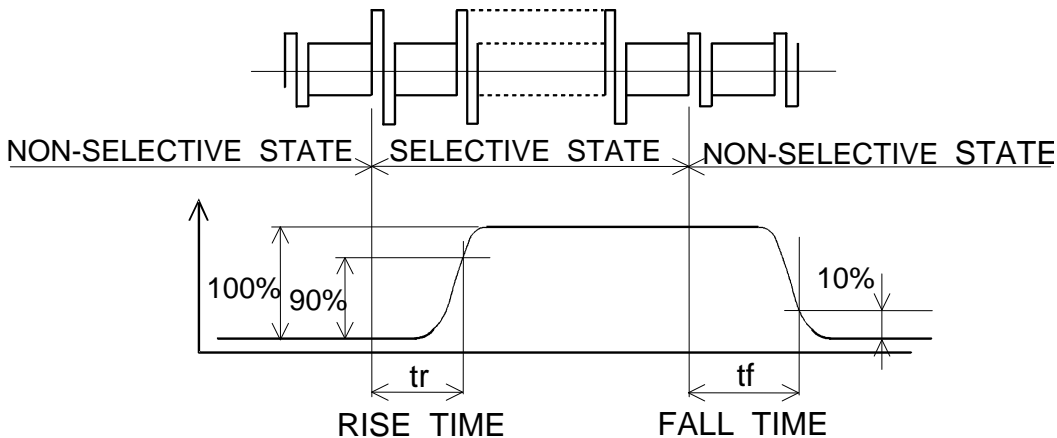 NON-SELECTIVE STATE
SELECTIVE STATE
NON-SELECTIVE STATE
100%
90%
10%
tr
tf
RISE TIME
FALL TIME